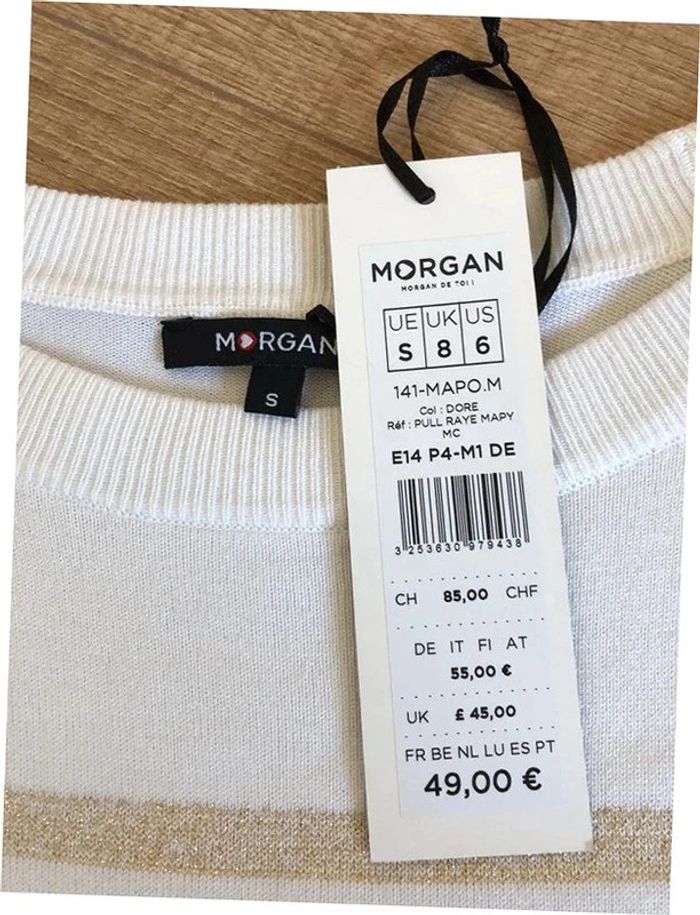 MORGAN
MORGAN DE TOI !
UE UK US
S 8 6
141-MAPO.M
Col : DORE
Réf : PULL RAYE MAPY
MC
E14 P4-M1 DE
3 253630 979438
CH 85,00 CHF
DE IT FI AT
55,00 €
UK £ 45,00
FR BE NL LU ES PT
49,00 €
MORGAN
S